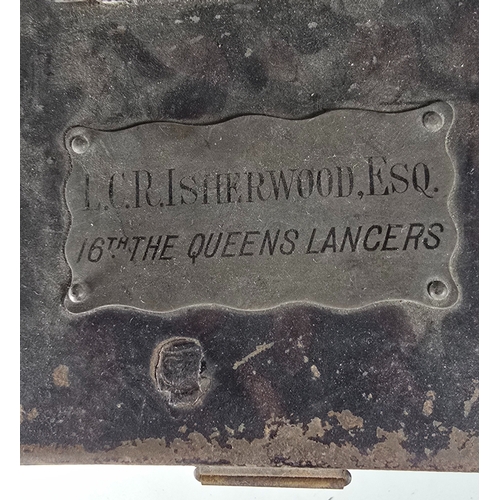 L.C.R. ISHERWOOD, ESQ.
16TH THE QUEENS LANCERS